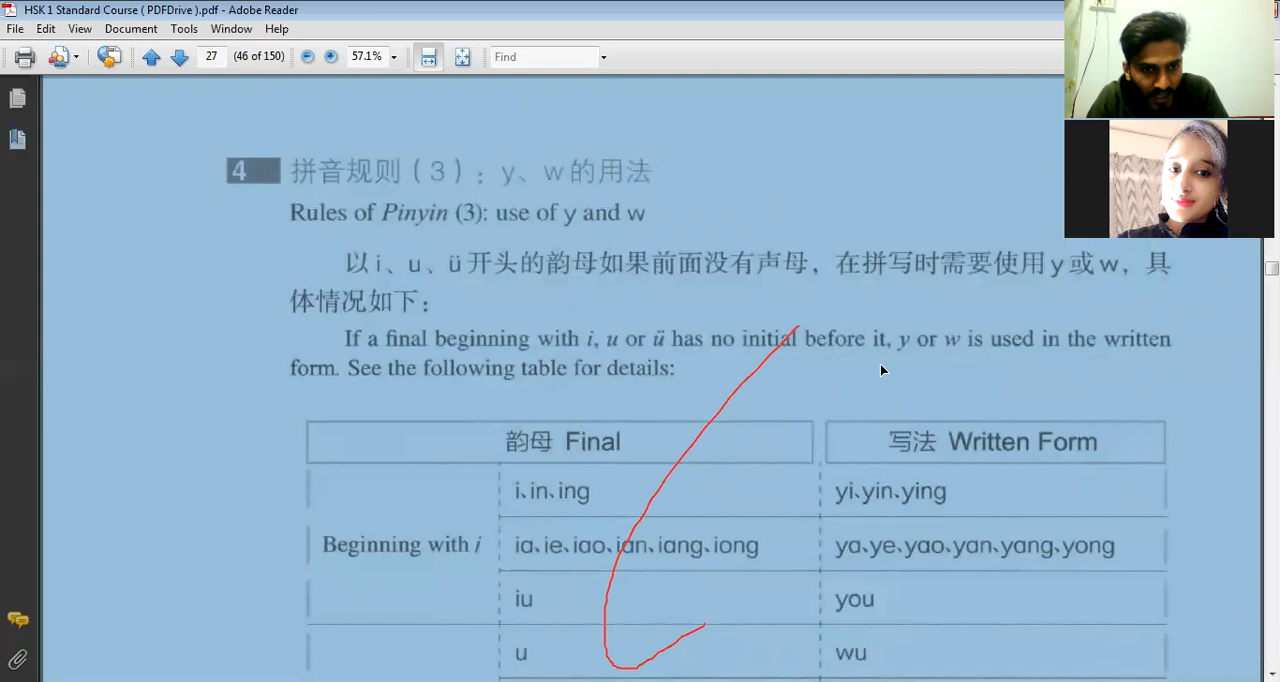 HSK 1 Standard Course ( PDFDrive ).pdf - Adobe Reader
File Edit View Document Tools Window Help
27 (46 of 150) 57.1% Find
4 拼音规则（3）：y、w的用法
Rules of Pinyin (3): use of y and w
以i、u、ü开头的韵母如果前面没有声母，在拼写时需要使用y或w，具
体情况如下：
If a final beginning with i, u or ü has no initial before it, y or w is used in the written
form. See the following table for details:
韵母 Final 写法 Written Form
i、in、ing yi、yin、ying
Beginning with i ia、ie、iao、ian、iang、iong ya、ye、yao、yan、yang、yong
iu you
u wu